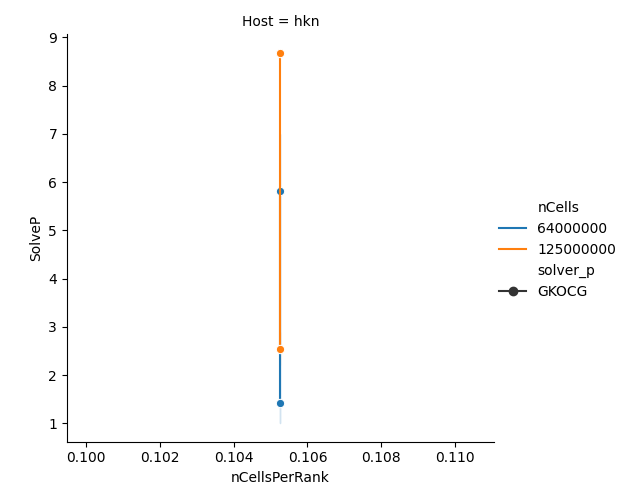 Host = hkn
9
8
7
6
5
4
3
2
1
SolveP
0.100 0.102 0.104 0.106 0.108 0.110
nCellsPerRank
nCells
64000000
125000000
solver_p
GKOCG